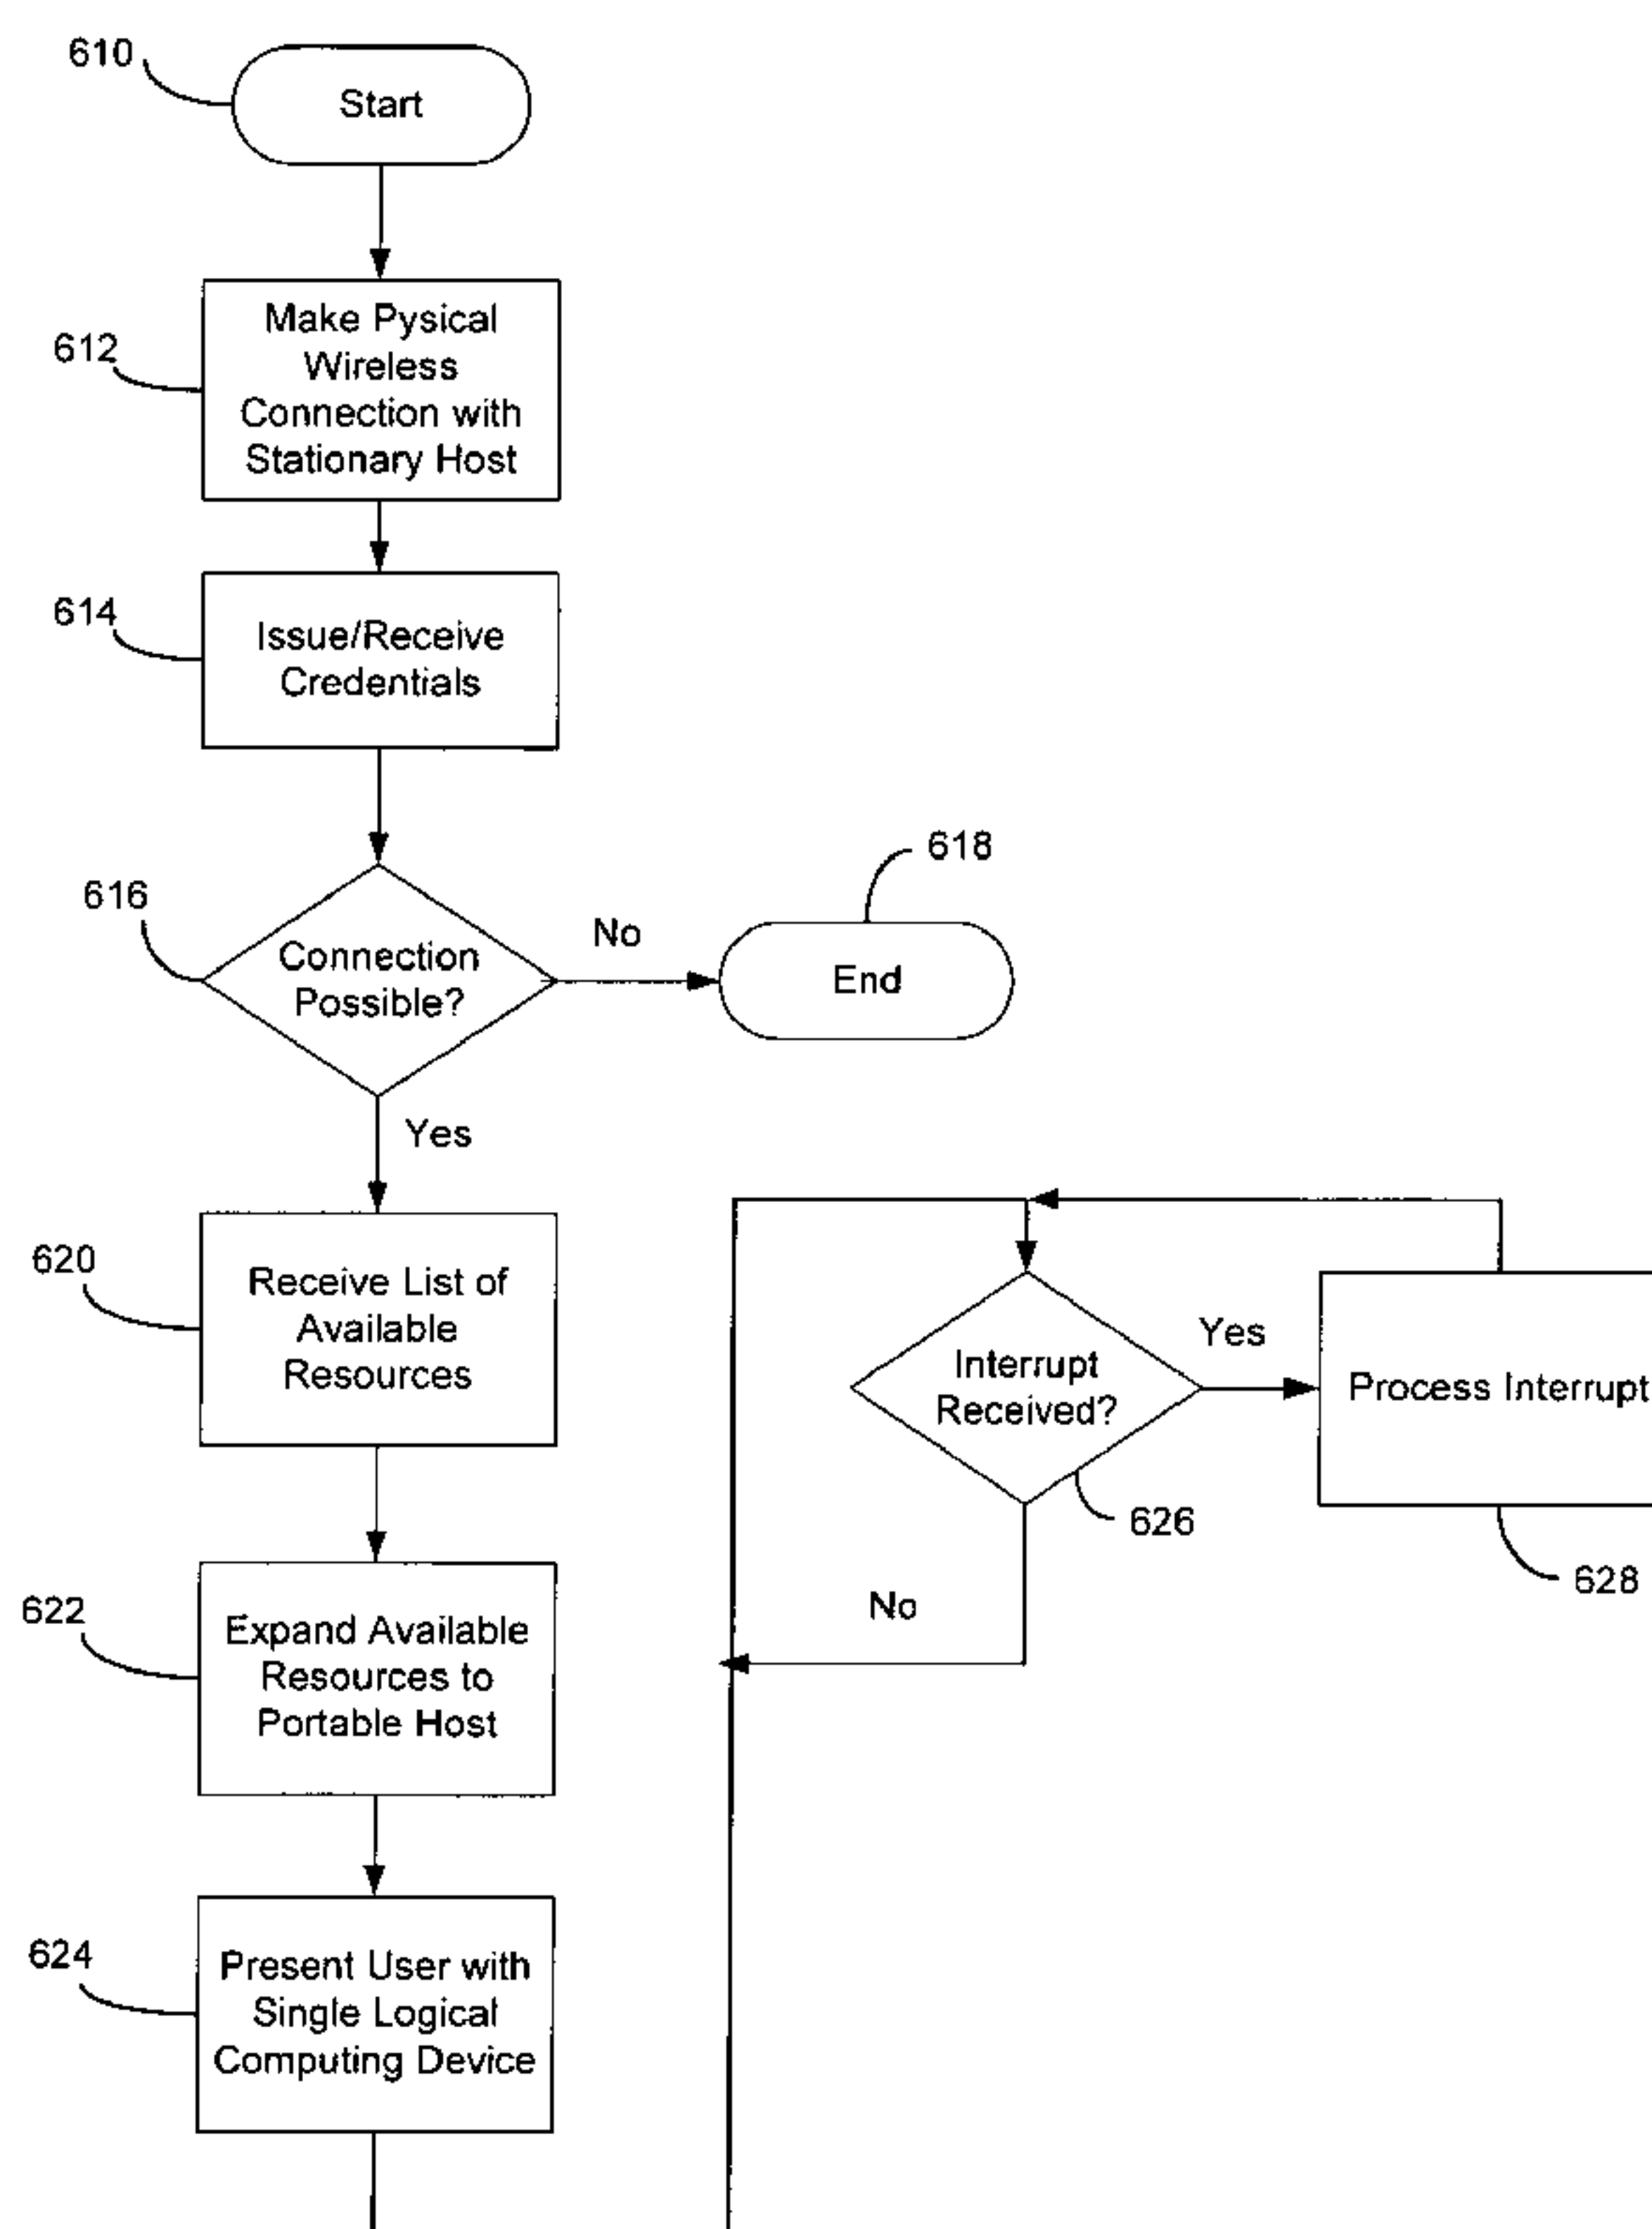 610
Start
612
Make Pysical
Wireless
Connection with
Stationary Host
614
Issue/Receive
Credentials
616
Connection
Possible?
No
618
End
Yes
620
Receive List of
Available
Resources
622
Expand Available
Resources to
Portable Host
624
Present User with
Single Logical
Computing Device
Interrupt
Received?
626
Yes
Process Interrupt
628
No